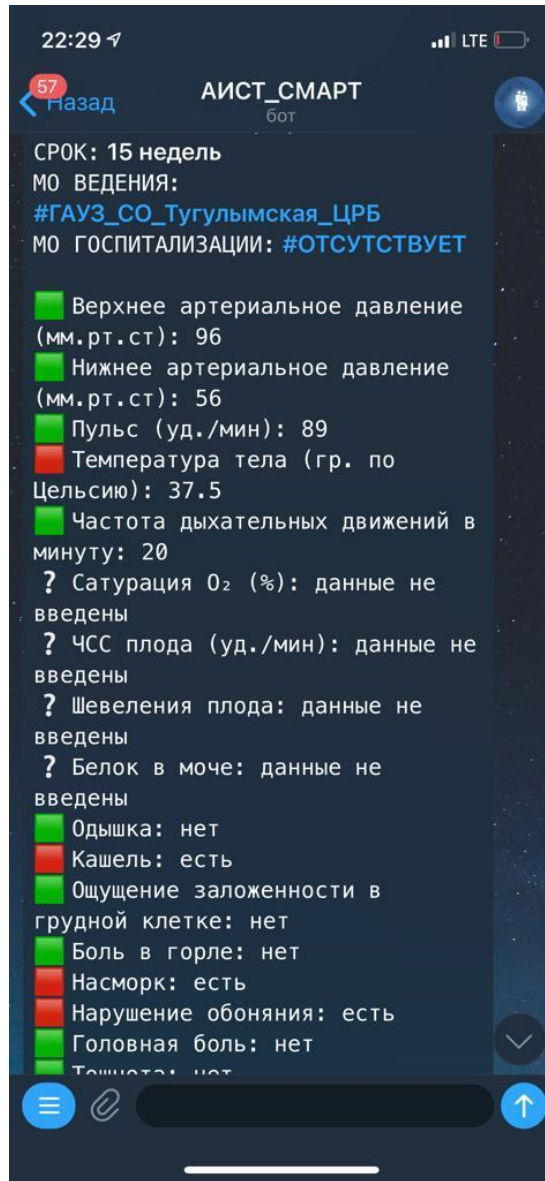 22:29
LTE
57
Назад
АИСТ_СМАРТ
бот
СРОК: 15 недель
МО ВЕДЕНИЯ:
#ГАУЗ_СО_Тугулымская_ЦРБ
МО ГОСПИТАЛИЗАЦИИ: #ОТСУТСТВУЕТ
Верхнее артериальное давление
(мм.рт.ст): 96
Нижнее артериальное давление
(мм.рт.ст): 56
Пульс (уд./мин): 89
Температура тела (гр. по
Цельсию): 37.5
Частота дыхательных движений в
минуту: 20
? Сатурация O₂ (%): данные не
введены
? ЧСС плода (уд./мин): данные не
введены
? Шевеления плода: данные не
введены
? Белок в моче: данные не
введены
Одышка: нет
Кашель: есть
Ощущение заложенности в
грудной клетке: нет
Боль в горле: нет
Насморк: есть
Нарушение обоняния: есть
Головная боль: нет
Тошнота: нет